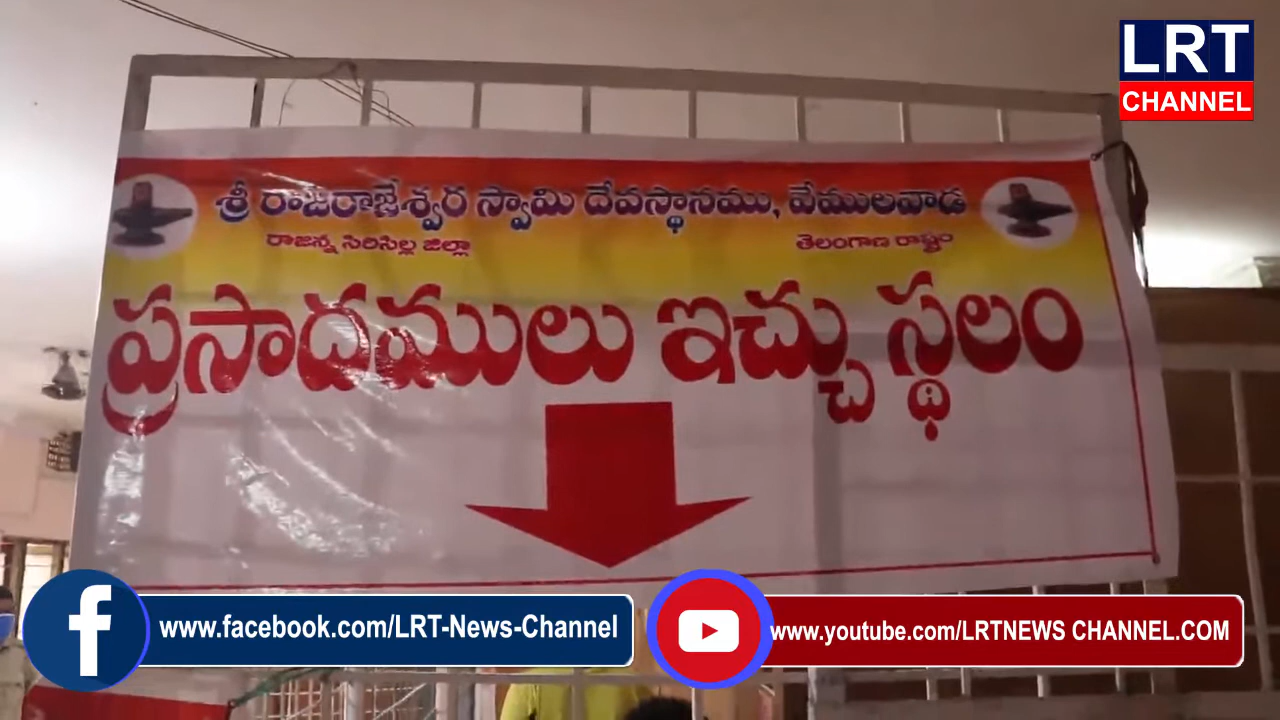 LRT
CHANNEL
శ్రీ రాజరాజేశ్వర స్వామి దేవస్థానము, వేములవాడ
రాజన్న సిరిసిల్ల జిల్లా తెలంగాణ రాష్ట్రం
ప్రసాదములు ఇచ్చు స్థలం
www.facebook.com/LRT-News-Channel
www.youtube.com/LRTNEWS CHANNEL.COM